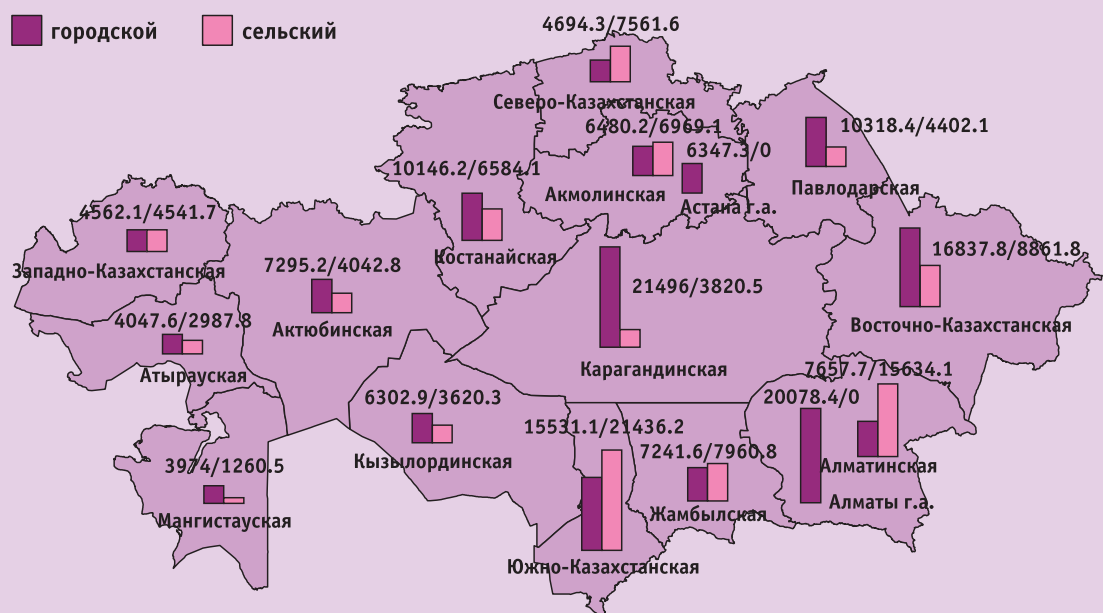 городской
сельский
4694.3/7561.6
Северо-Казахстанская
6480.2/6969.1
Акмолинская
6347.3/0
Астана г.а.
10318.4/4402.1
Павлодарская
10146.2/6584.1
Костанайская
4562.1/4541.7
Западно-Казахстанская
7295.2/4042.8
Актюбинская
21496/3820.5
Карагандинская
16837.8/8861.8
Восточно-Казахстанская
4047.6/2987.8
Атырауская
6302.9/3620.3
Кызылординская
3974/1260.5
Мангистауская
15531.1/21436.2
Южно-Казахстанская
7241.6/7960.8
Жамбылская
7657.7/15634.1
Алматинская
20078.4/0
Алматы г.а.